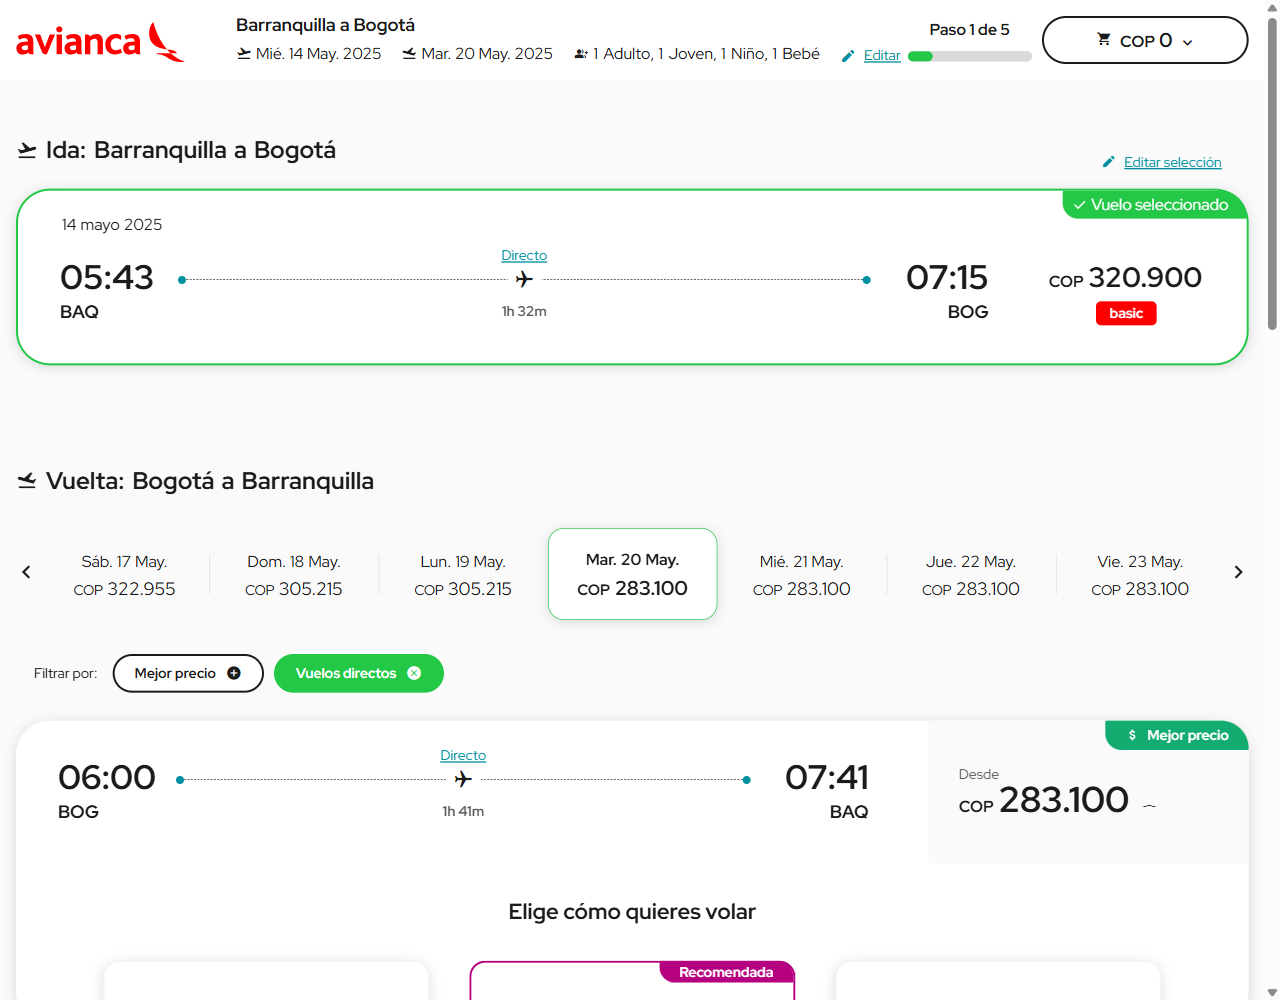 avianca
Barranquilla a Bogotá
Mié. 14 May. 2025 Mar. 20 May. 2025 1 Adulto, 1 Joven, 1 Niño, 1 Bebé Editar
Paso 1 de 5
COP 0
Ida: Barranquilla a Bogotá
Editar selección
Vuelo seleccionado
14 mayo 2025
Directo
05:43 07:15 COP 320.900
BAQ 1h 32m BOG basic
Vuelta: Bogotá a Barranquilla
Sáb. 17 May. Dom. 18 May. Lun. 19 May. Mar. 20 May. Mié. 21 May. Jue. 22 May. Vie. 23 May.
COP 322.955 COP 305.215 COP 305.215 COP 283.100 COP 283.100 COP 283.100 COP 283.100
Filtrar por: Mejor precio Vuelos directos
$ Mejor precio
Directo
06:00 07:41
BOG 1h 41m BAQ
Desde
COP 283.100
Elige cómo quieres volar
Recomendada